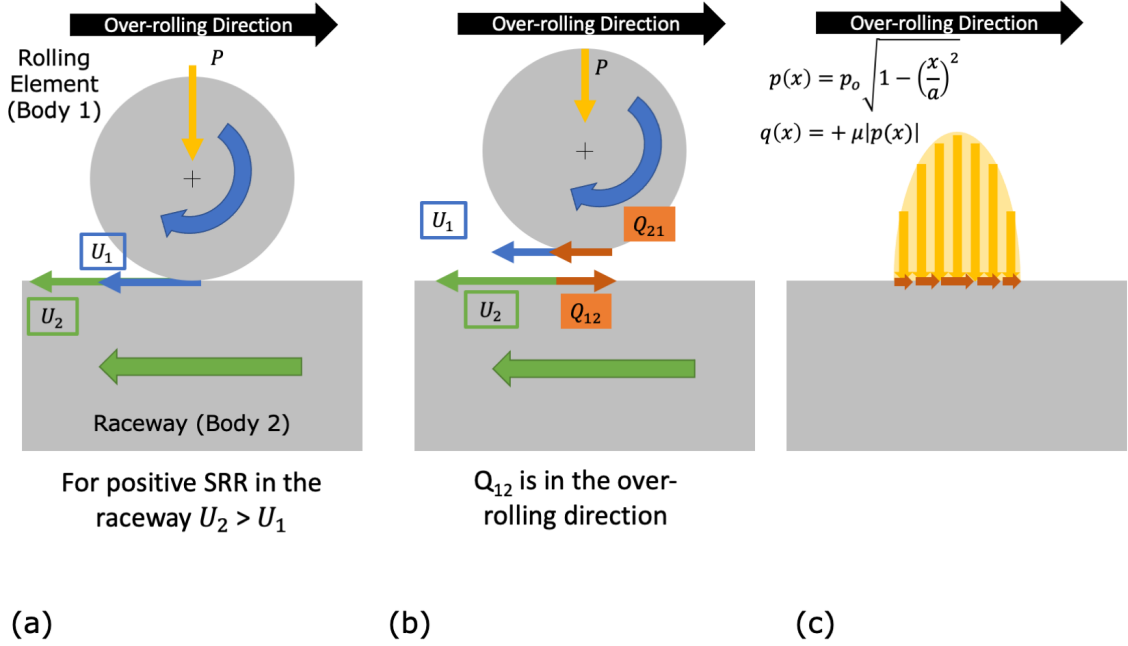 Over-rolling Direction
Rolling
Element
(Body 1)
P
U₁
U₂
Raceway (Body 2)
For positive SRR in the
raceway U₂ > U₁
(a)
Over-rolling Direction
P
U₁
Q₂₁
U₂
Q₁₂
Q₁₂ is in the over-
rolling direction
(b)
Over-rolling Direction
p(x) = pₒ√(1 − (x/a)²)
q(x) = + μ|p(x)|
(c)